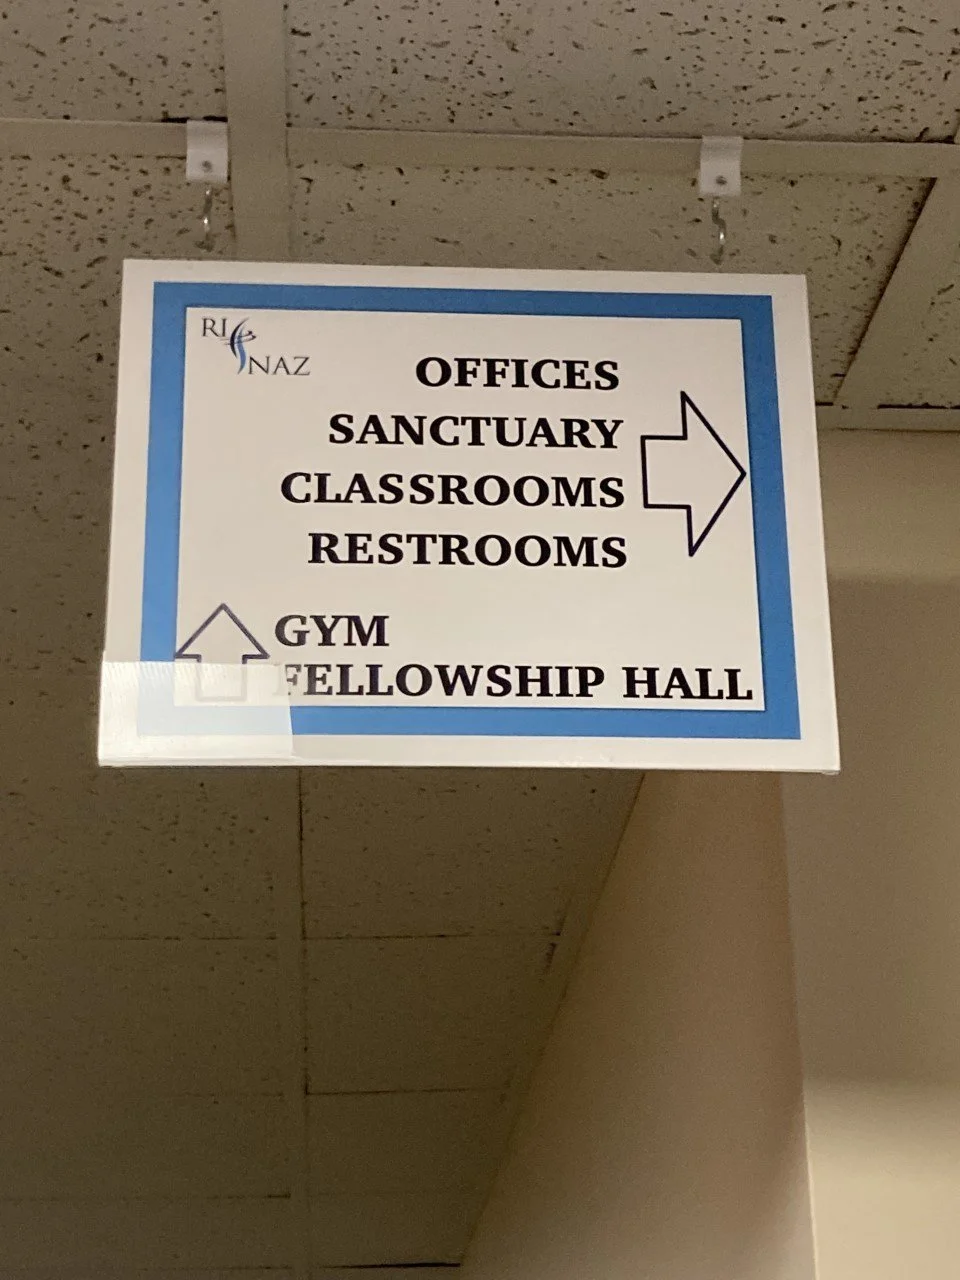 RI
NAZ
OFFICES
SANCTUARY
CLASSROOMS
RESTROOMS
GYM
FELLOWSHIP HALL